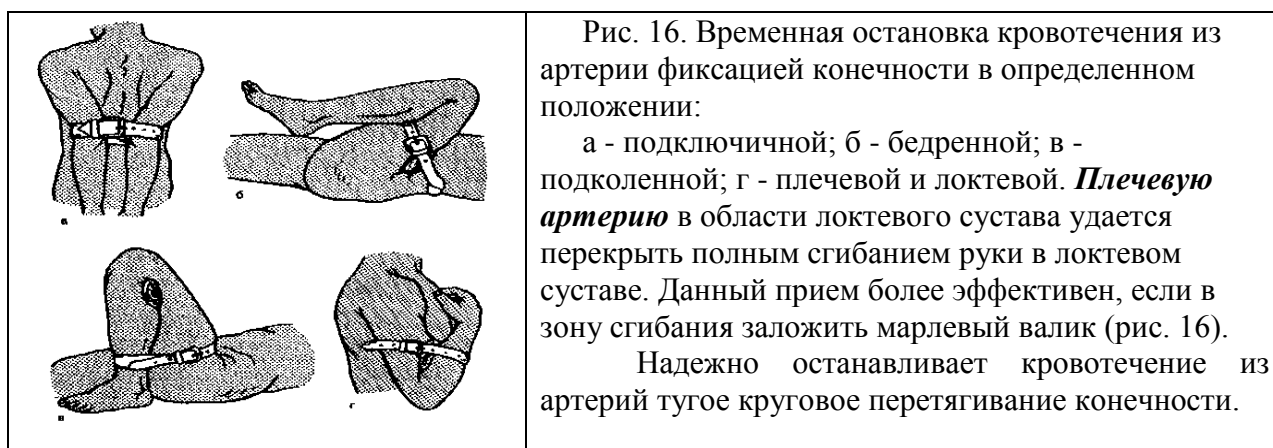 Рис. 16. Временная остановка кровотечения из
артерии фиксацией конечности в определенном
положении:
а - подключичной; б - бедренной; в -
подколенной; г - плечевой и локтевой. Плечевую
артерию в области локтевого сустава удается
перекрыть полным сгибанием руки в локтевом
суставе. Данный прием более эффективен, если в
зону сгибания заложить марлевый валик (рис. 16).
Надежно останавливает кровотечение из
артерий тугое круговое перетягивание конечности.
а
б
в
г